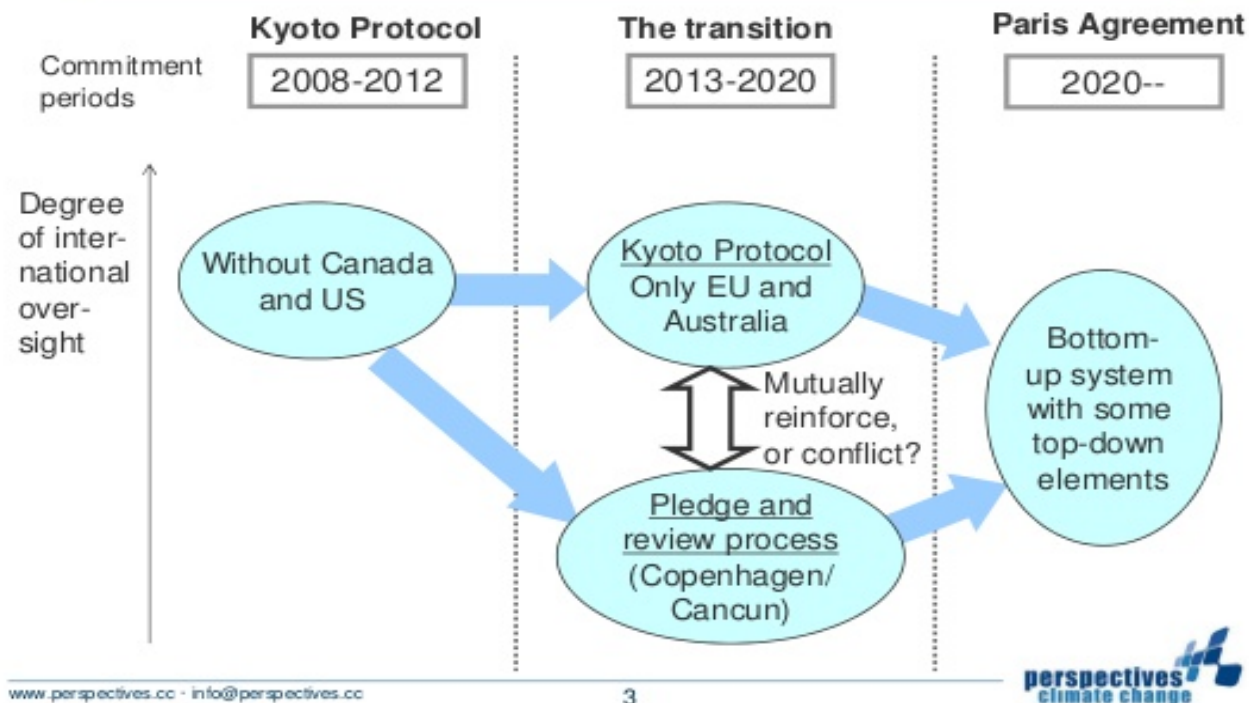 Kyoto Protocol
The transition
Paris Agreement
Commitment
periods
2008-2012
2013-2020
2020--
Degree
of inter-
national
over-
sight
Without Canada
and US
Kyoto Protocol
Only EU and
Australia
Mutually
reinforce,
or conflict?
Pledge and
review process
(Copenhagen/
Cancun)
Bottom-
up system
with some
top-down
elements
www.perspectives.cc - info@perspectives.cc
3
perspectives
climate change